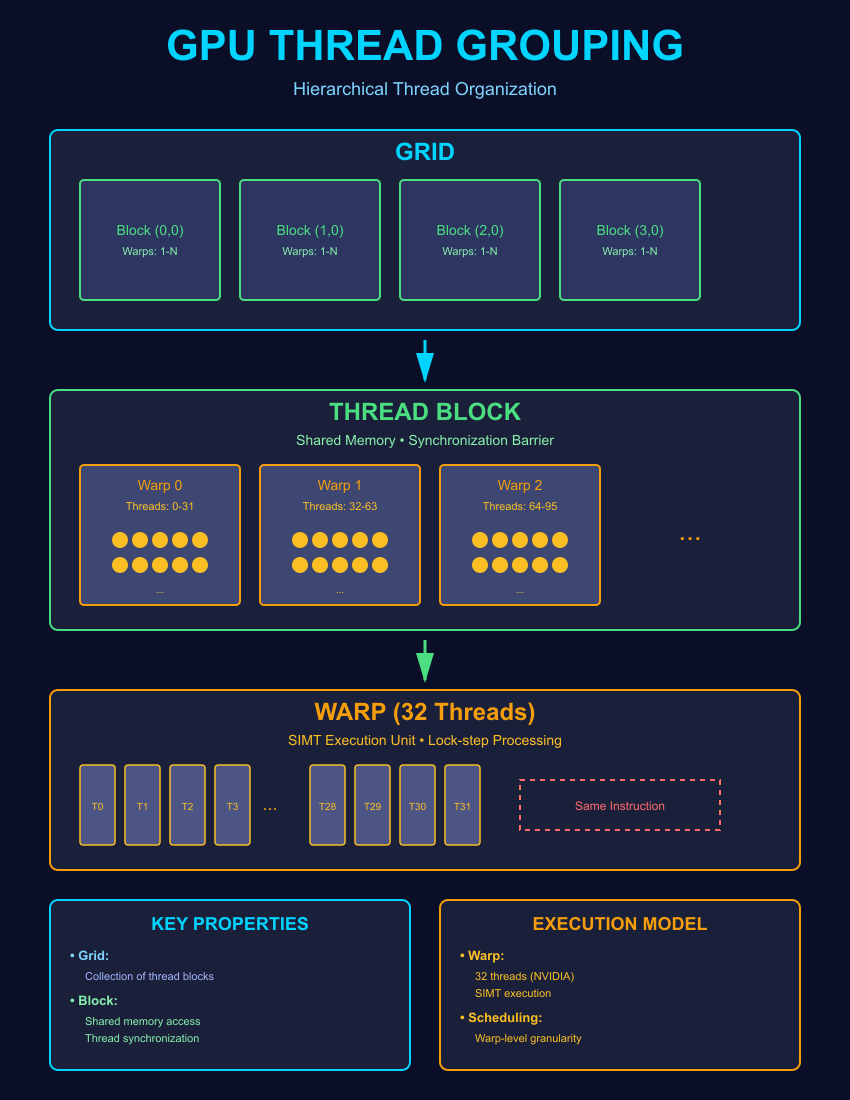 GPU THREAD GROUPING
Hierarchical Thread Organization
GRID
Block (0,0)
Warps: 1-N
Block (1,0)
Warps: 1-N
Block (2,0)
Warps: 1-N
Block (3,0)
Warps: 1-N
THREAD BLOCK
Shared Memory • Synchronization Barrier
Warp 0
Threads: 0-31
...
Warp 1
Threads: 32-63
...
Warp 2
Threads: 64-95
...
...
WARP (32 Threads)
SIMT Execution Unit • Lock-step Processing
T0
T1
T2
T3
...
T28
T29
T30
T31
Same Instruction
KEY PROPERTIES
• Grid:
Collection of thread blocks
• Block:
Shared memory access
Thread synchronization
EXECUTION MODEL
• Warp:
32 threads (NVIDIA)
SIMT execution
• Scheduling:
Warp-level granularity